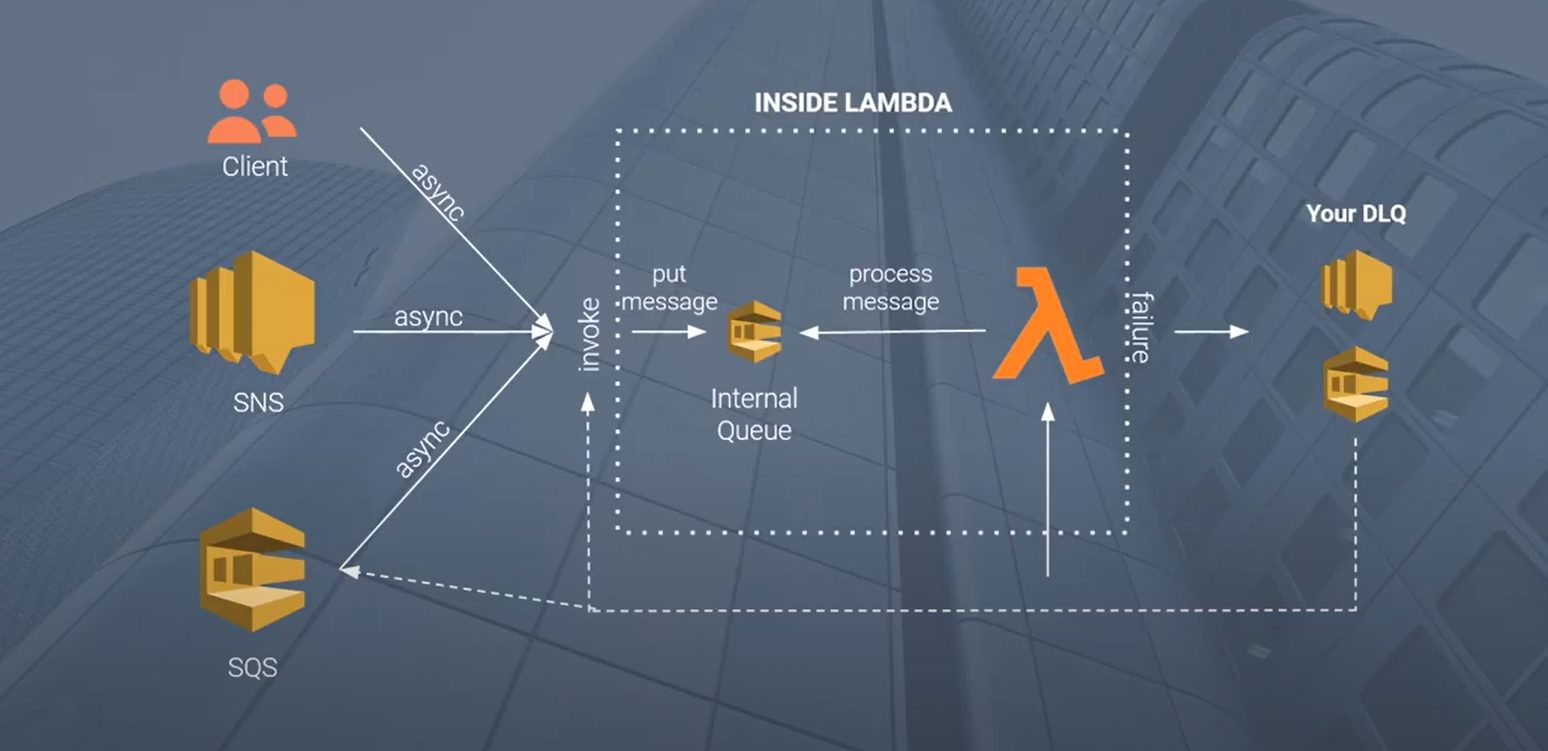 INSIDE LAMBDA
Client
async
Your DLQ
put
message
process
message
async
invoke
failure
SNS
Internal
Queue
async
SQS